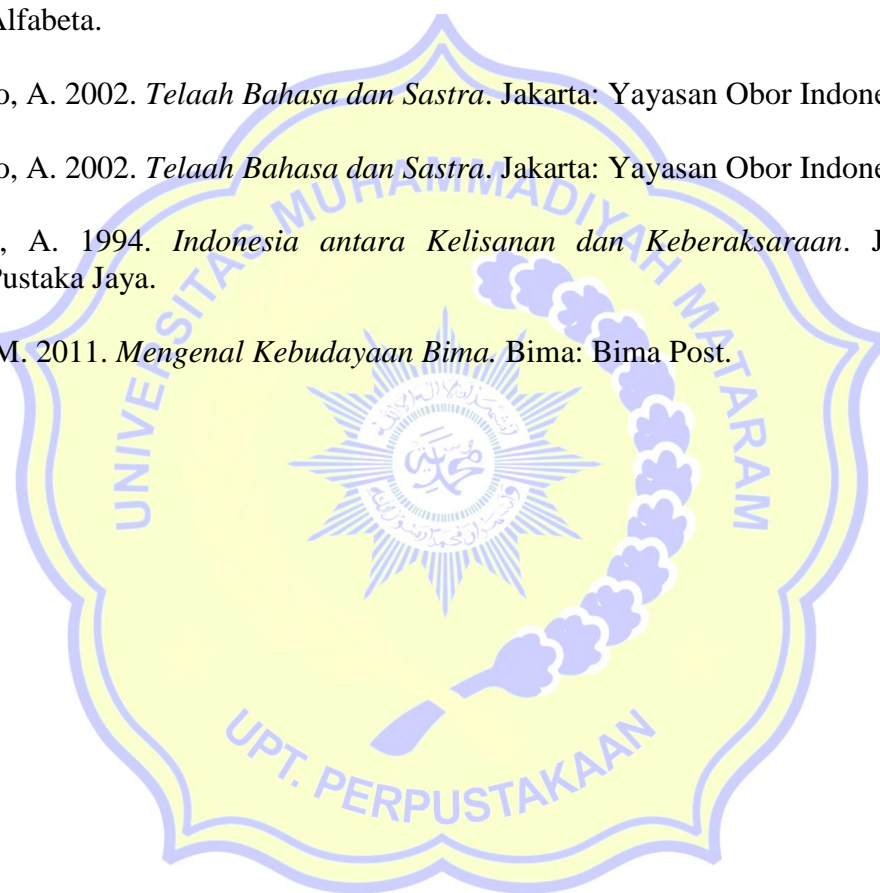 Alfabeta.
o, A. 2002. Telaah Bahasa dan Sastra. Jakarta: Yayasan Obor Indone
o, A. 2002. Telaah Bahasa dan Sastra. Jakarta: Yayasan Obor Indone
, A. 1994. Indonesia antara Kelisanan dan Keberaksaraan. J
Pustaka Jaya.
M. 2011. Mengenal Kebudayaan Bima. Bima: Bima Post.
UNIVERSITAS MUHAMMADIYAH MATARAM
UPT. PERPUSTAKAAN